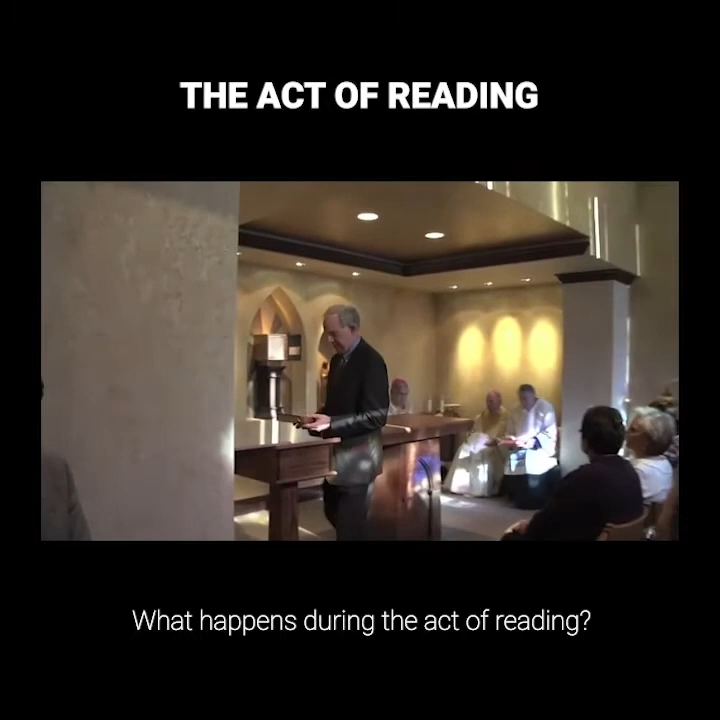 THE ACT OF READING
What happens during the act of reading?